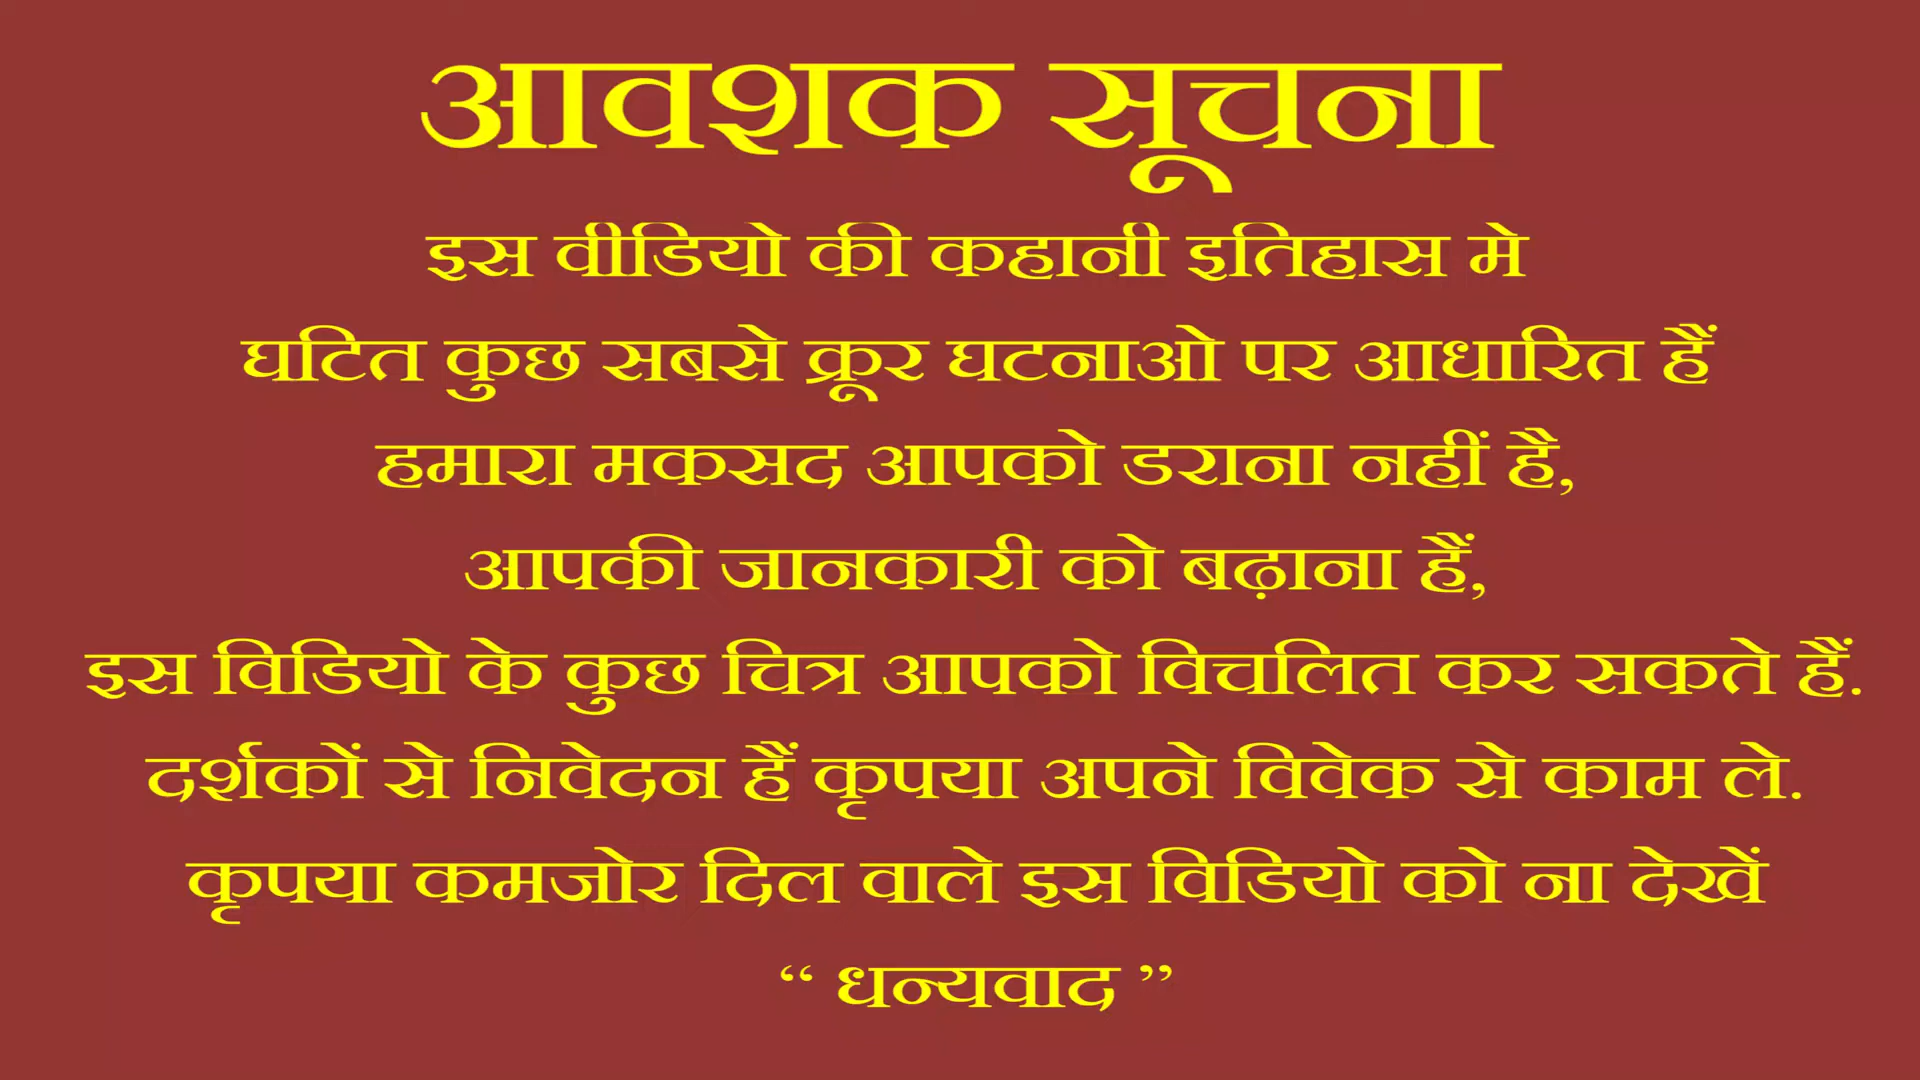 आवशक सूचना
इस वीडियो की कहानी इतिहास मे
घटित कुछ सबसे क्रूर घटनाओ पर आधारित हैं
हमारा मकसद आपको डराना नहीं है,
आपकी जानकारी को बढ़ाना हैं,
इस विडियो के कुछ चित्र आपको विचलित कर सकते हैं.
दर्शकों से निवेदन हैं कृपया अपने विवेक से काम ले.
कृपया कमजोर दिल वाले इस विडियो को ना देखें
“ धन्यवाद ”